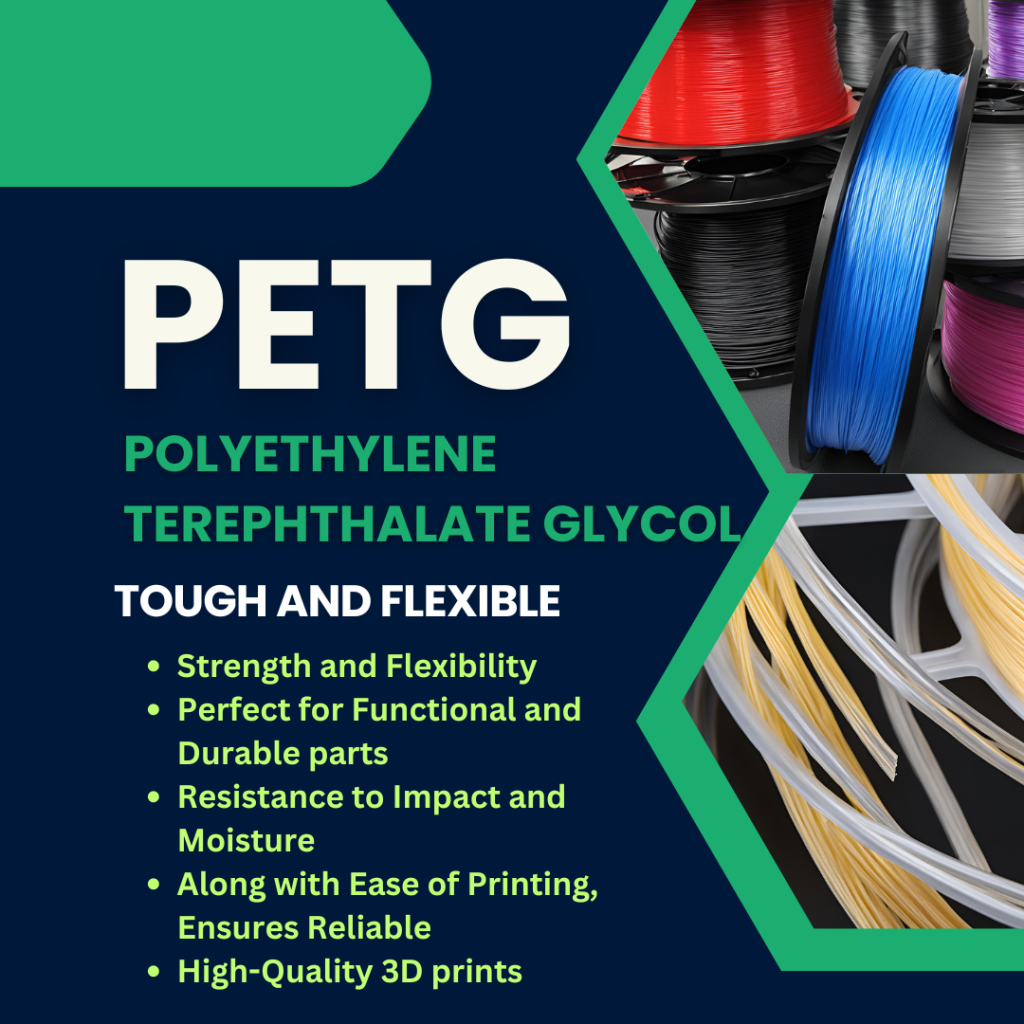 PETG
POLYETHYLENE
TEREPHTHALATE GLYCOL
TOUGH AND FLEXIBLE
• Strength and Flexibility
• Perfect for Functional and
Durable parts
• Resistance to Impact and
Moisture
• Along with Ease of Printing,
Ensures Reliable
• High-Quality 3D prints